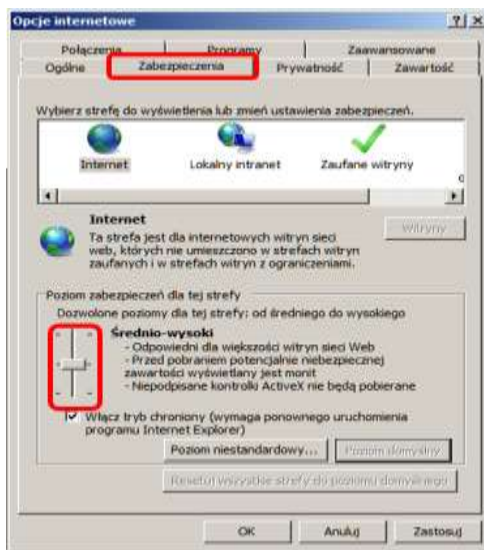 Opcje internetowe
Połączenia Programy Zaawansowane
Ogólne Zabezpieczenia Prywatność Zawartość
Wybierz strefę do wyświetlenia lub zmień ustawienia zabezpieczeń.
Internet Lokalny intranet Zaufane witryny
Internet
Ta strefa jest dla internetowych witryn sieci
web, których nie umieszczono w strefach witryn
zaufanych i w strefach witryn z ograniczeniami.
Witryny
Poziom zabezpieczeń dla tej strefy
Dozwolone poziomy dla tej strefy: od średniego do wysokiego
Średnio-wysoki
- Odpowiedni dla większości witryn sieci Web
- Przed pobraniem potencjalnie niebezpiecznej
zawartości wyświetlany jest monit
- Niepodpisane kontrolki ActiveX nie będą pobierane
Włącz tryb chroniony (wymaga ponownego uruchomienia
programu Internet Explorer)
Poziom niestandardowy... Poziom domyślny
Resetuj wszystkie strefy do poziomu domyślnego
OK Anuluj Zastosuj